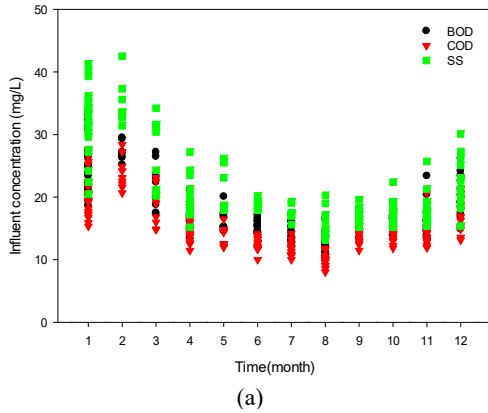 50
40
30
20
10
0
Influent concentration (mg/L)
BOD
COD
SS
1 2 3 4 5 6 7 8 9 10 11 12
Time(month)
(a)